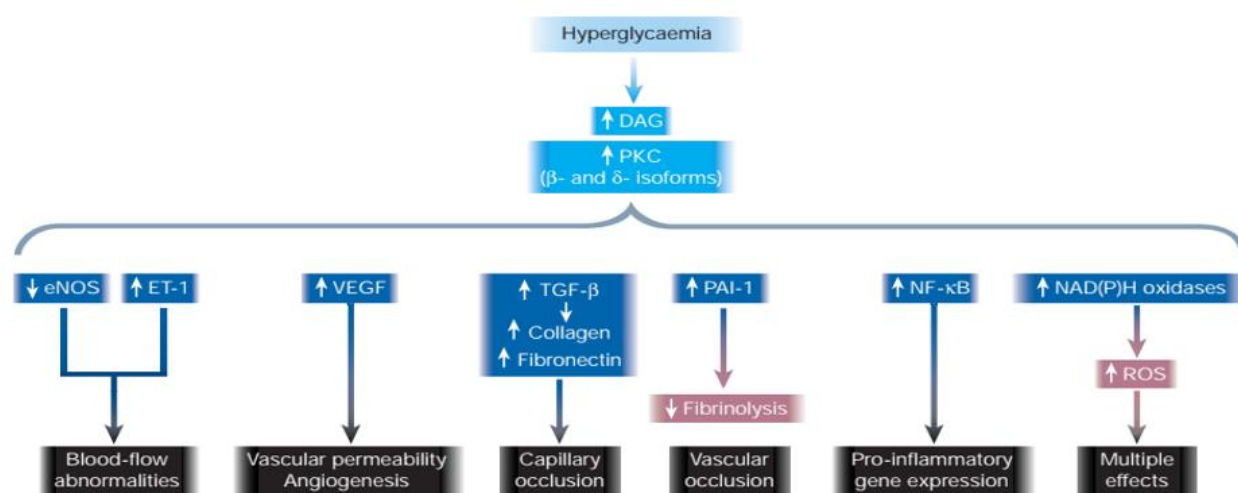 Hyperglycaemia
↑ DAG
↑ PKC
(β- and δ- isoforms)
↓ eNOS
↑ ET-1
↑ VEGF
↑ TGF-β
↑ Collagen
↑ Fibronectin
↑ PAI-1
↑ NF-κB
↑ NAD(P)H oxidases
↑ ROS
↓ Fibrinolysis
Blood-flow
abnormalities
Vascular permeability
Angiogenesis
Capillary
occlusion
Vascular
occlusion
Pro-inflammatory
gene expression
Multiple
effects